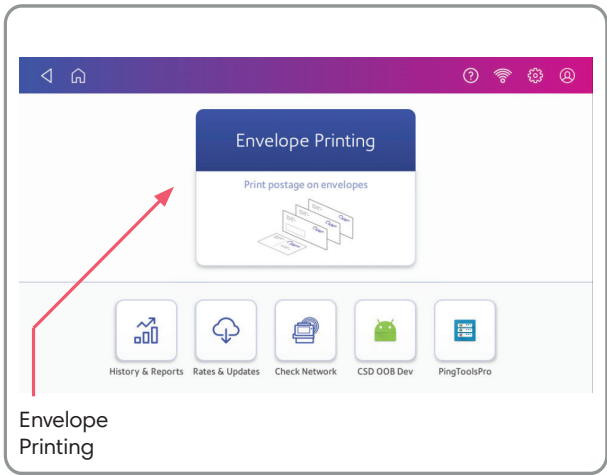 Envelope Printing
Print postage on envelopes
History & Reports
Rates & Updates
Check Network
CSD OOB Dev
PingToolsPro
Envelope
Printing